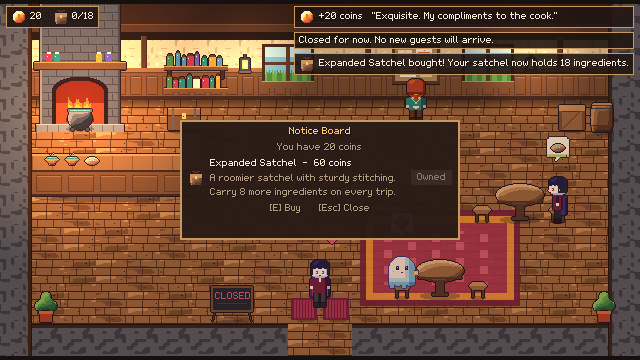 20 0/18
+20 coins "Exquisite. My compliments to the cook."
Closed for now. No new guests will arrive.
Expanded Satchel bought! Your satchel now holds 18 ingredients.
Notice Board
You have 20 coins
Expanded Satchel - 60 coins
A roomier satchel with sturdy stitching.
Carry 8 more ingredients on every trip.
Owned
[E] Buy [Esc] Close
CLOSED